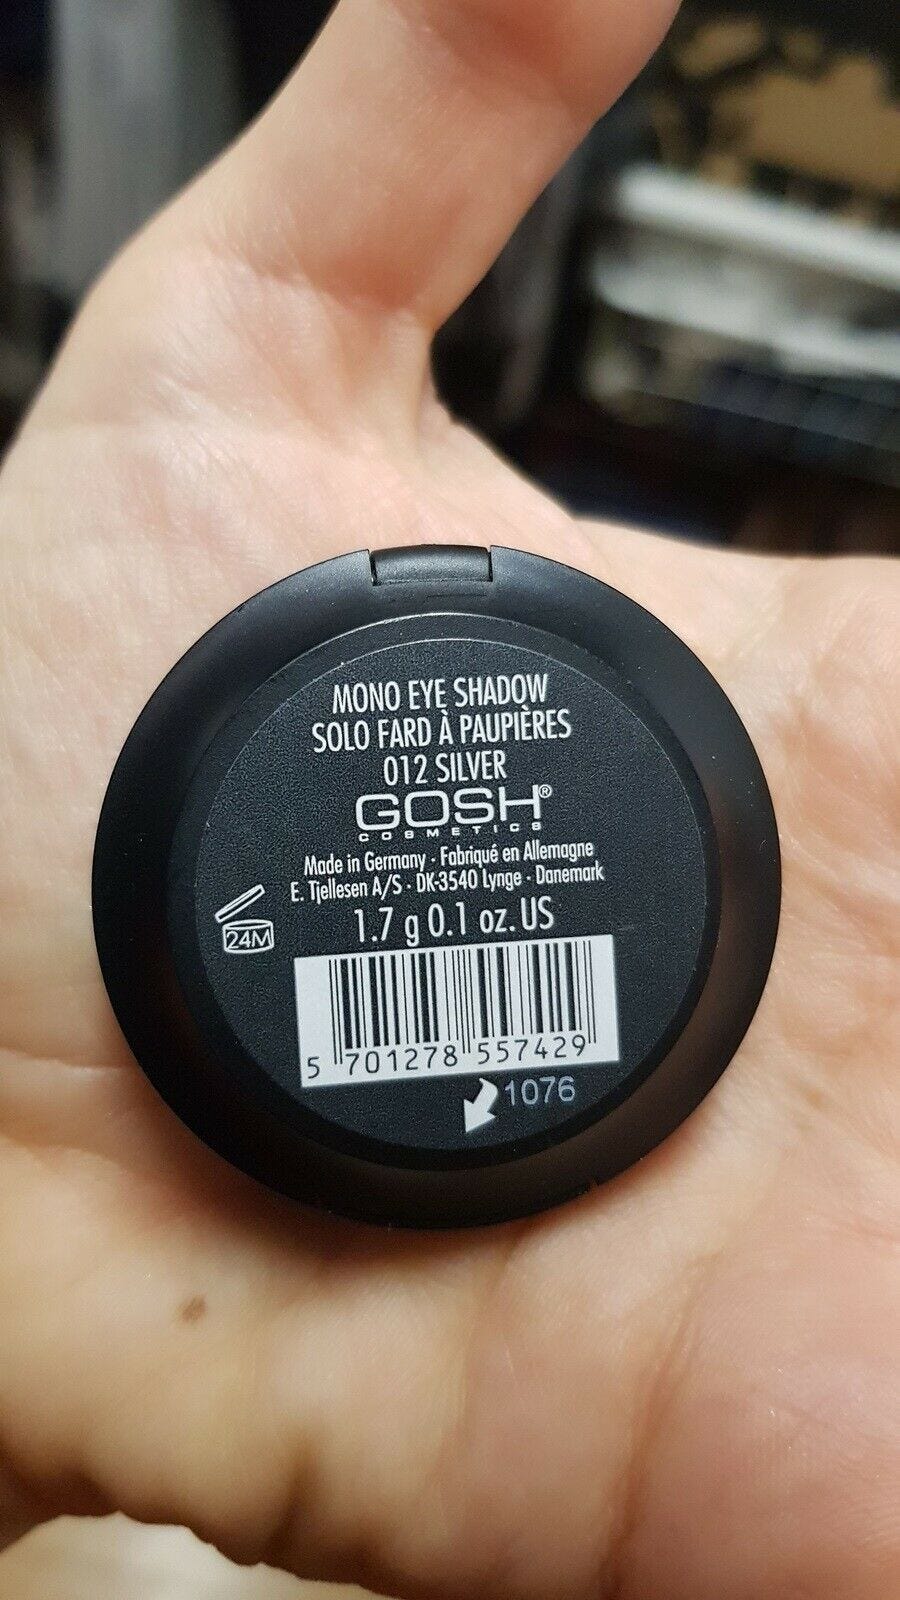 MONO EYE SHADOW
SOLO FARD À PAUPIÈRES
012 SILVER
GOSH®
COSMETICS
Made in Germany · Fabriqué en Allemagne
E. Tjellesen A/S · DK-3540 Lynge · Danemark
1.7 g 0.1 oz. US
24M
5 701278 557429
1076